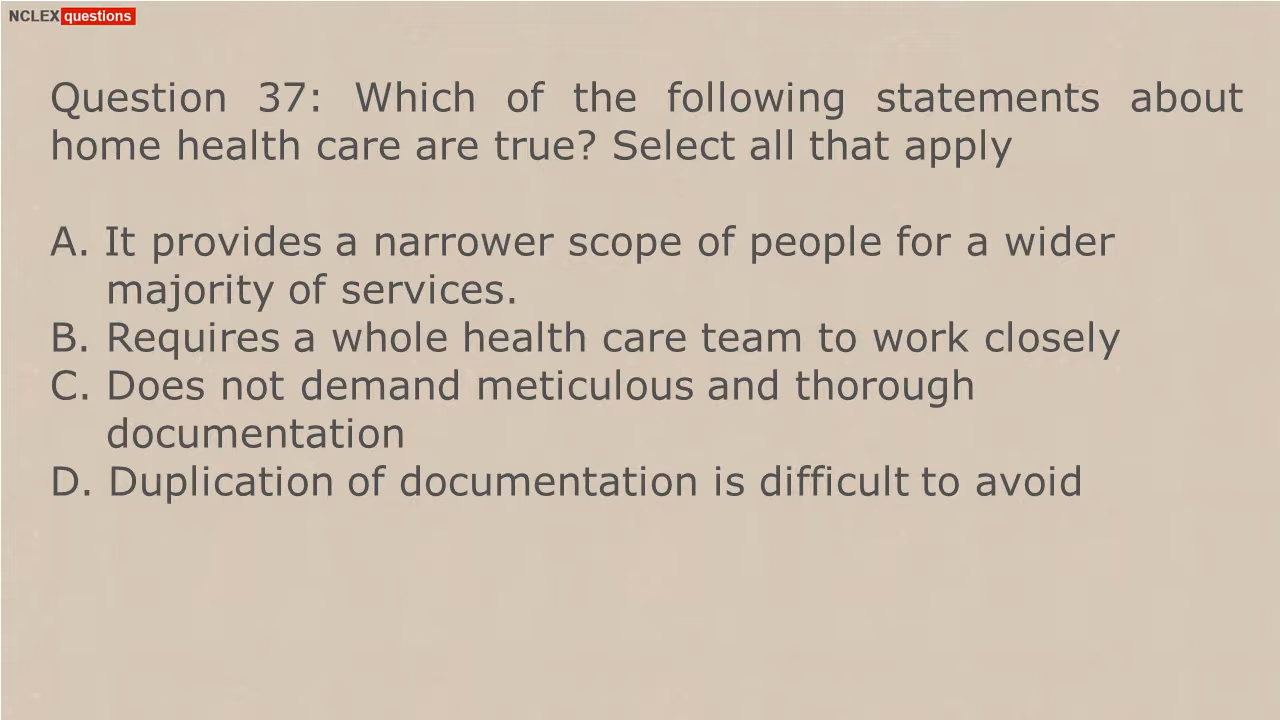 NCLEX questions
Question 37: Which of the following statements about
home health care are true? Select all that apply
A. It provides a narrower scope of people for a wider
majority of services.
B. Requires a whole health care team to work closely
C. Does not demand meticulous and thorough
documentation
D. Duplication of documentation is difficult to avoid